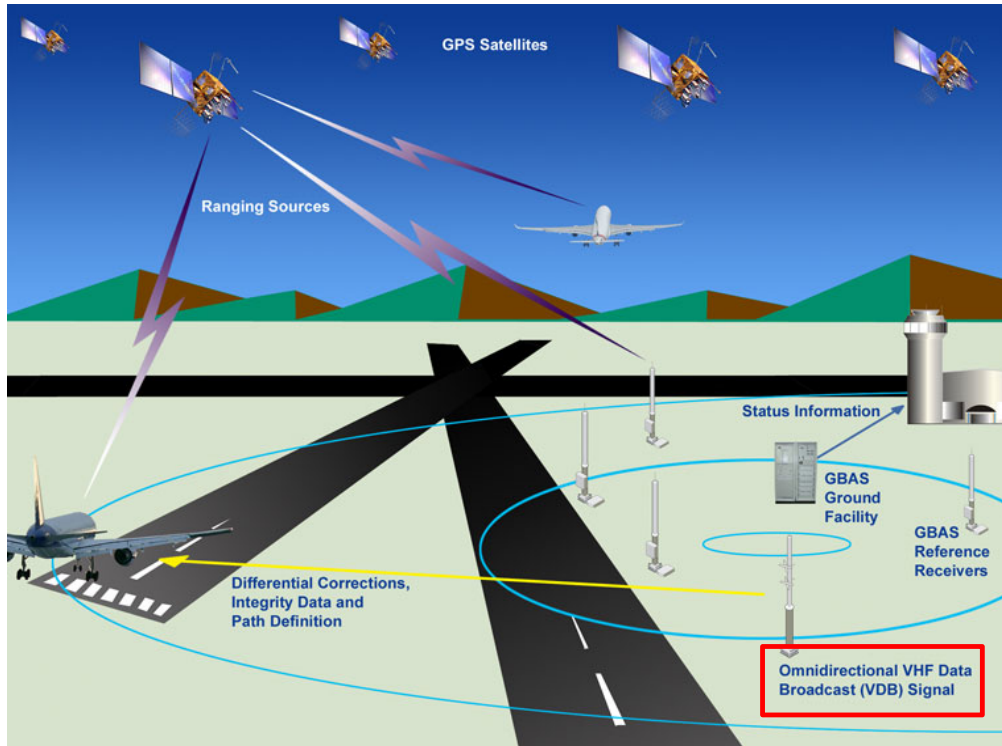 GPS Satellites
Ranging Sources
Status Information
GBAS
Ground
Facility
GBAS
Reference
Receivers
Differential Corrections,
Integrity Data and
Path Definition
Omnidirectional VHF Data
Broadcast (VDB) Signal